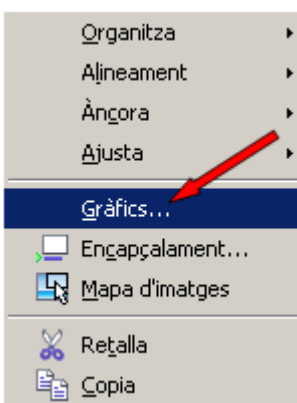 Organitza
Alineament
Àncora
Ajusta
Gràfics...
Encapçalament...
Mapa d'imatges
Retalla
Copia